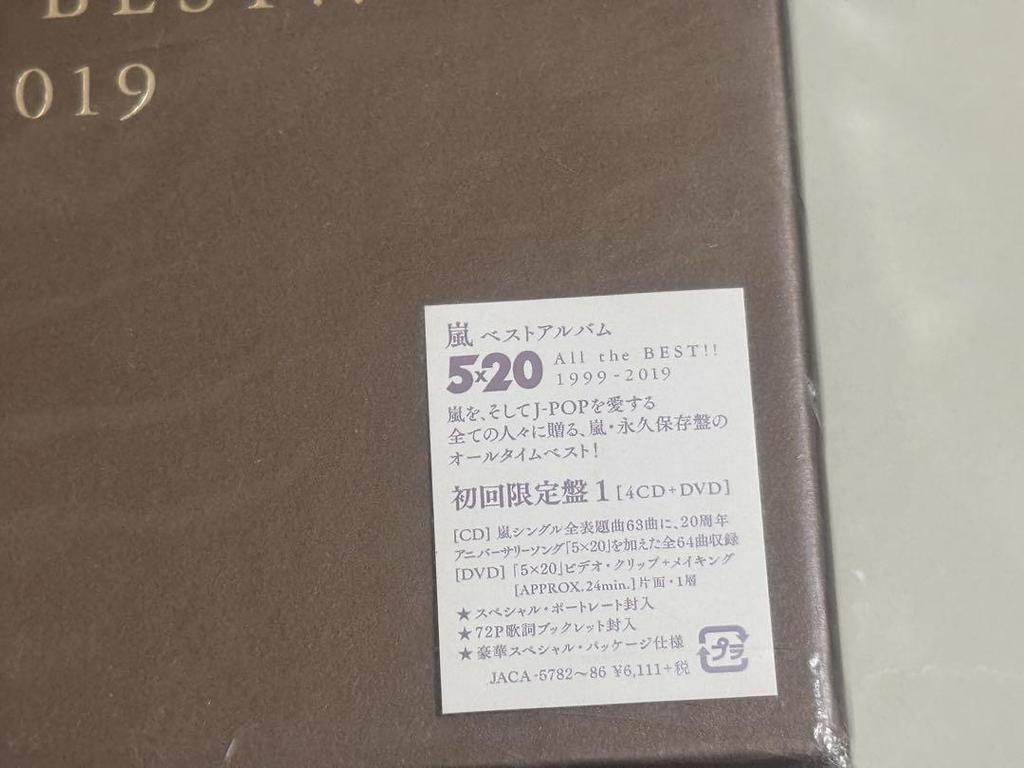 BEST!!
019
嵐 ベストアルバム
5×20 All the BEST!!
1999-2019
嵐を、そしてJ-POPを愛する
全ての人々に贈る、嵐・永久保存盤の
オールタイムベスト!
初回限定盤1 [4CD+DVD]
[CD] 嵐シングル全表題曲63曲に、20周年
アニバーサリーソング「5×20」を加えた全64曲収録
[DVD]「5×20」ビデオ・クリップ+メイキング
[APPROX.24min.]片面・1層
★スペシャル・ポートレート封入
★72P歌詞ブックレット封入
★豪華スペシャル・パッケージ仕様
プラ
JACA-5782〜86 ¥6,111+税